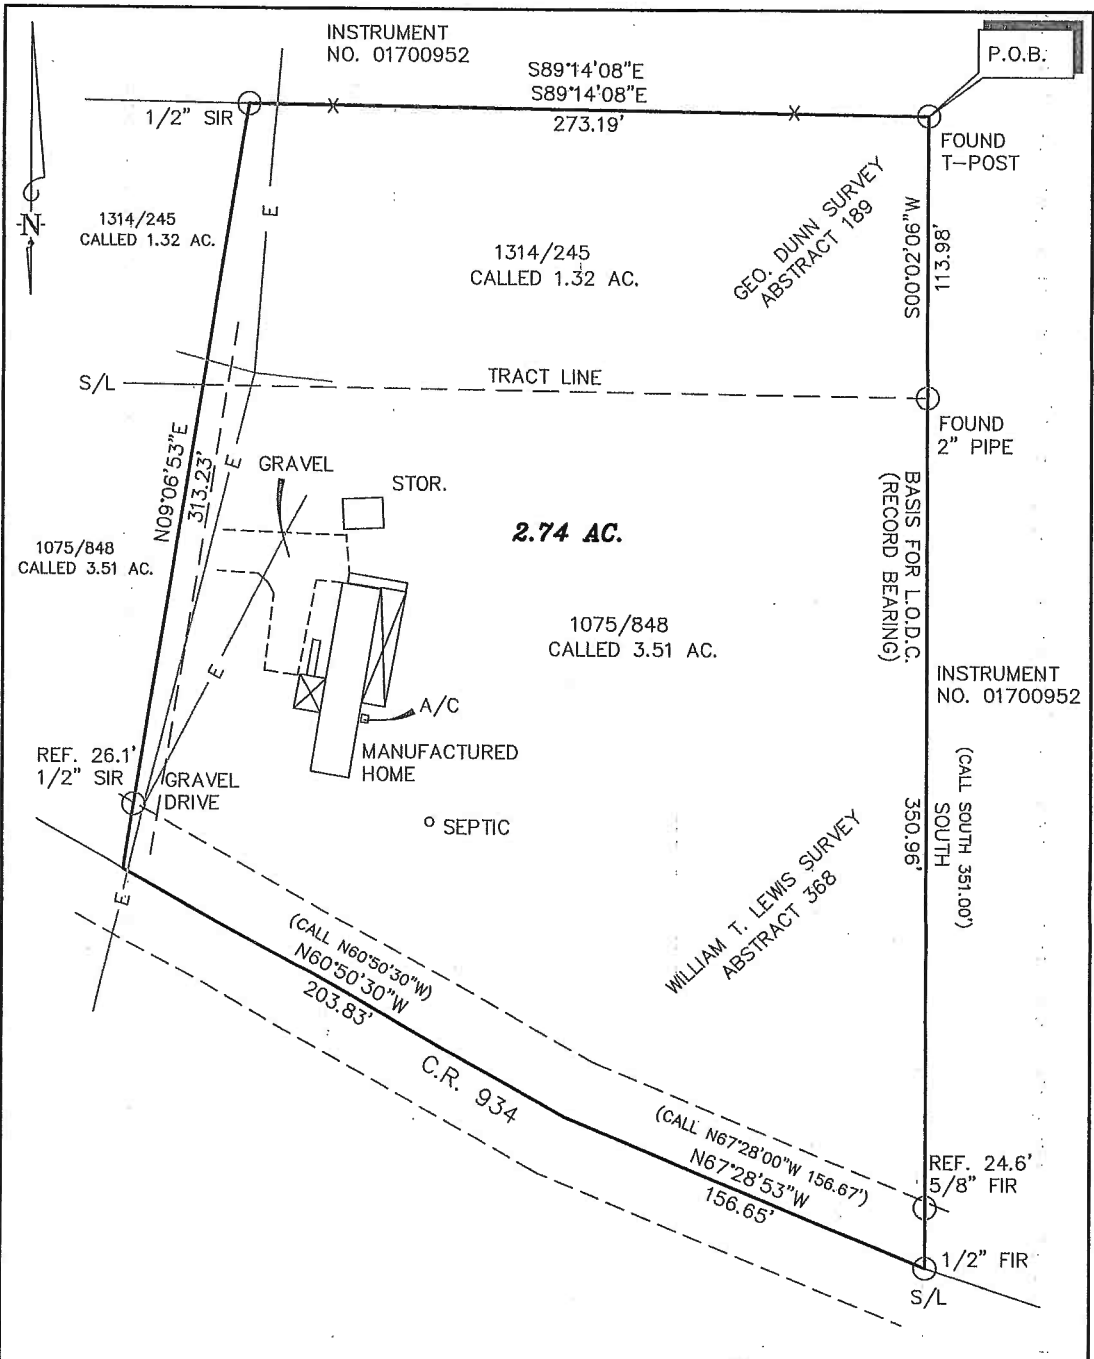 INSTRUMENT
NO. 01700952
P.O.B.
S89°14'08"E
S89°14'08"E
273.19'
1/2" SIR
FOUND
T-POST
-N-
1314/245
CALLED 1.32 AC.
1314/245
CALLED 1.32 AC.
GEO. DUNN SURVEY
ABSTRACT 189
S00°02'06"W
113.98'
E
S/L
TRACT LINE
FOUND
2" PIPE
N09°06'53"E
313.23'
E
GRAVEL
STOR.
2.74 AC.
BASIS FOR L.O.D.C.
(RECORD BEARING)
1075/848
CALLED 3.51 AC.
1075/848
CALLED 3.51 AC.
E
INSTRUMENT
NO. 01700952
A/C
MANUFACTURED
HOME
REF. 26.1'
1/2" SIR
GRAVEL
DRIVE
SEPTIC
(CALL SOUTH 351.00')
SOUTH
350.96'
WILLIAM T. LEWIS SURVEY
ABSTRACT 368
E
(CALL N60°50'30"W)
N60°50'30"W
203.83'
C.R. 934
(CALL N67°28'00"W 156.67')
N67°28'53"W
156.65'
REF. 24.6'
5/8" FIR
1/2" FIR
S/L